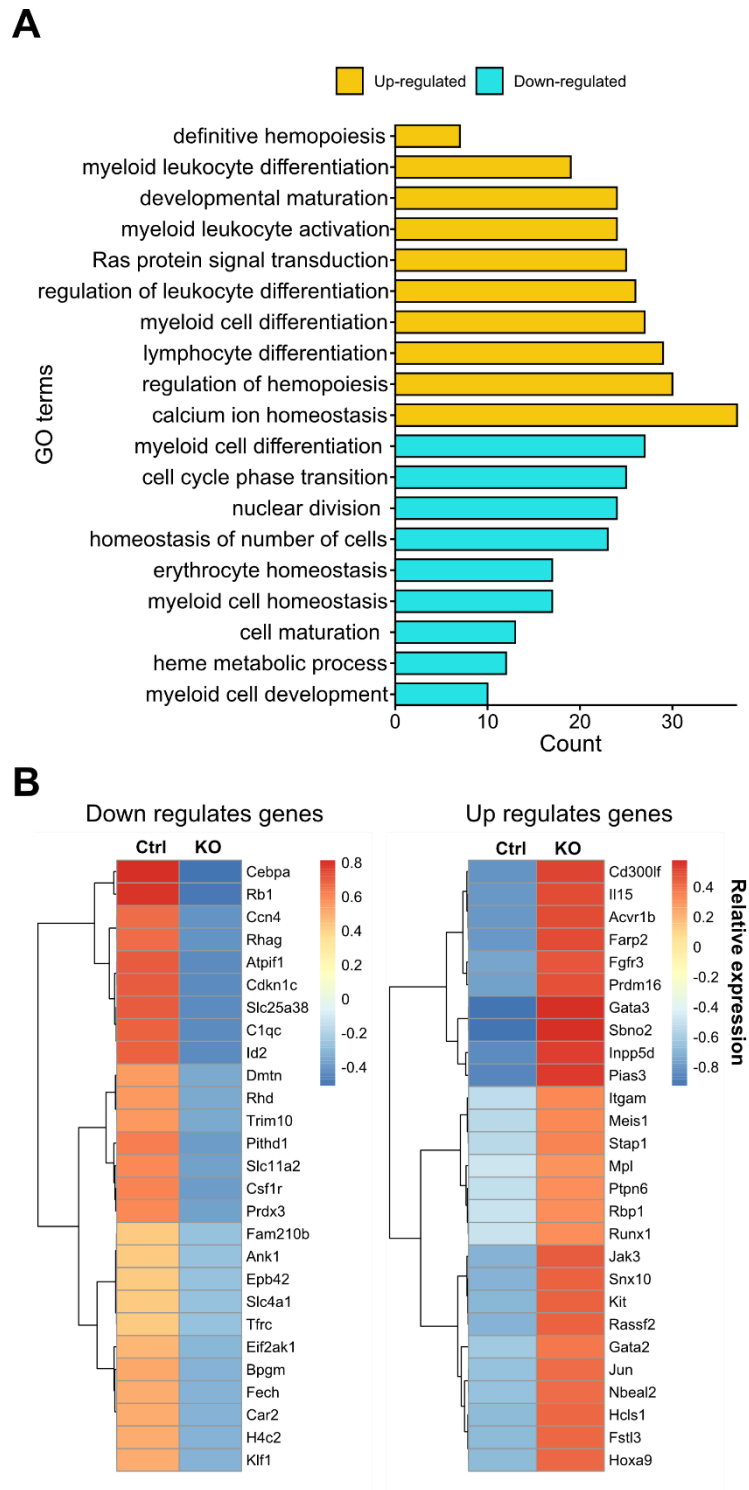 A
Up-regulated Down-regulated
definitive hemopoiesis
myeloid leukocyte differentiation
developmental maturation
myeloid leukocyte activation
Ras protein signal transduction
regulation of leukocyte differentiation
myeloid cell differentiation
lymphocyte differentiation
regulation of hemopoiesis
calcium ion homeostasis
myeloid cell differentiation
cell cycle phase transition
nuclear division
homeostasis of number of cells
erythrocyte homeostasis
myeloid cell homeostasis
cell maturation
heme metabolic process
myeloid cell development
GO terms
0 10 20 30
Count
B
Down regulates genes
Ctrl KO
Cebpa
Rb1
Ccn4
Rhag
Atpif1
Cdkn1c
Slc25a38
C1qc
Id2
Dmtn
Rhd
Trim10
Pithd1
Slc11a2
Csf1r
Prdx3
Fam210b
Ank1
Epb42
Slc4a1
Tfrc
Eif2ak1
Bpgm
Fech
Car2
H4c2
Klf1
0.8
0.6
0.4
0.2
0
-0.2
-0.4
Up regulates genes
Ctrl KO
Cd300lf
Il15
Acvr1b
Farp2
Fgfr3
Prdm16
Gata3
Sbno2
Inpp5d
Pias3
Itgam
Meis1
Stap1
Mpl
Ptpn6
Rbp1
Runx1
Jak3
Snx10
Kit
Rassf2
Gata2
Jun
Nbeal2
Hcls1
Fstl3
Hoxa9
0.4
0.2
0
-0.2
-0.4
-0.6
-0.8
Relative expression